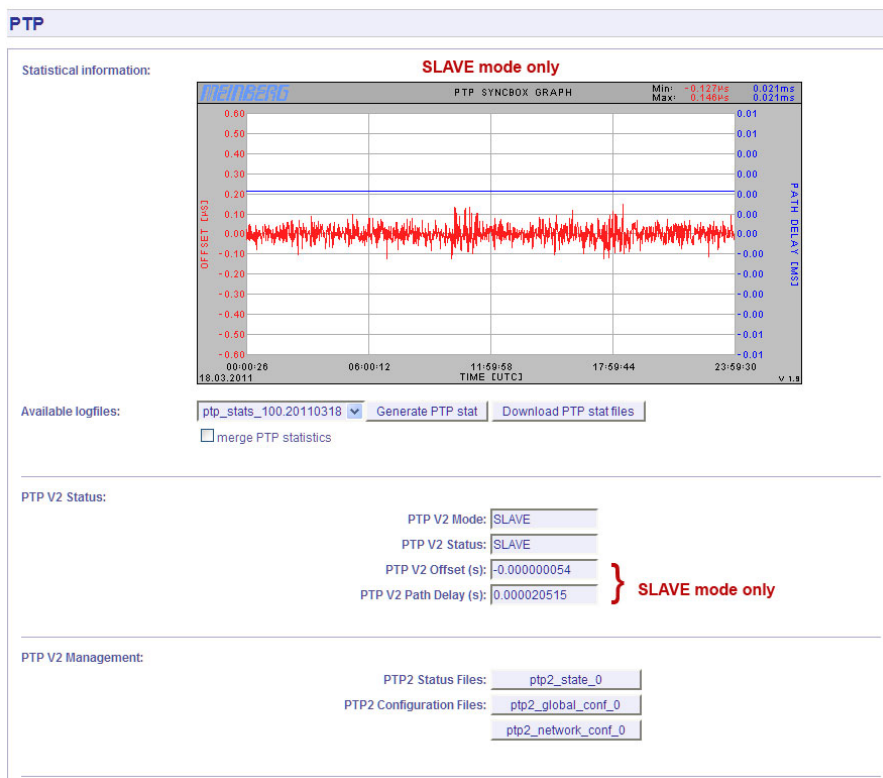 PTP
Statistical information:
SLAVE mode only
MEINBERG
PTP SYNCBOX GRAPH
Min: -0.127µs 0.021ms
Max: 0.146µs 0.021ms
0.60 0.01
0.50 0.01
0.40 0.00
0.30 0.00
0.20 0.00
0.10 0.00
0.00 0.00
-0.10 -0.00
-0.20 -0.00
-0.30 -0.00
-0.40 -0.00
-0.50 -0.01
-0.60 -0.01
OFFSET [µS]
PATH DELAY [MS]
00:00:26 06:00:12 11:59:58 17:59:44 23:59:30
18.03.2011 TIME [UTC] V 1.9
Available logfiles:
ptp_stats_100.20110318 Generate PTP stat Download PTP stat files
merge PTP statistics
PTP V2 Status:
PTP V2 Mode: SLAVE
PTP V2 Status: SLAVE
PTP V2 Offset (s): -0.000000054
PTP V2 Path Delay (s): 0.000020515
} SLAVE mode only
PTP V2 Management:
PTP2 Status Files: ptp2_state_0
PTP2 Configuration Files: ptp2_global_conf_0
ptp2_network_conf_0